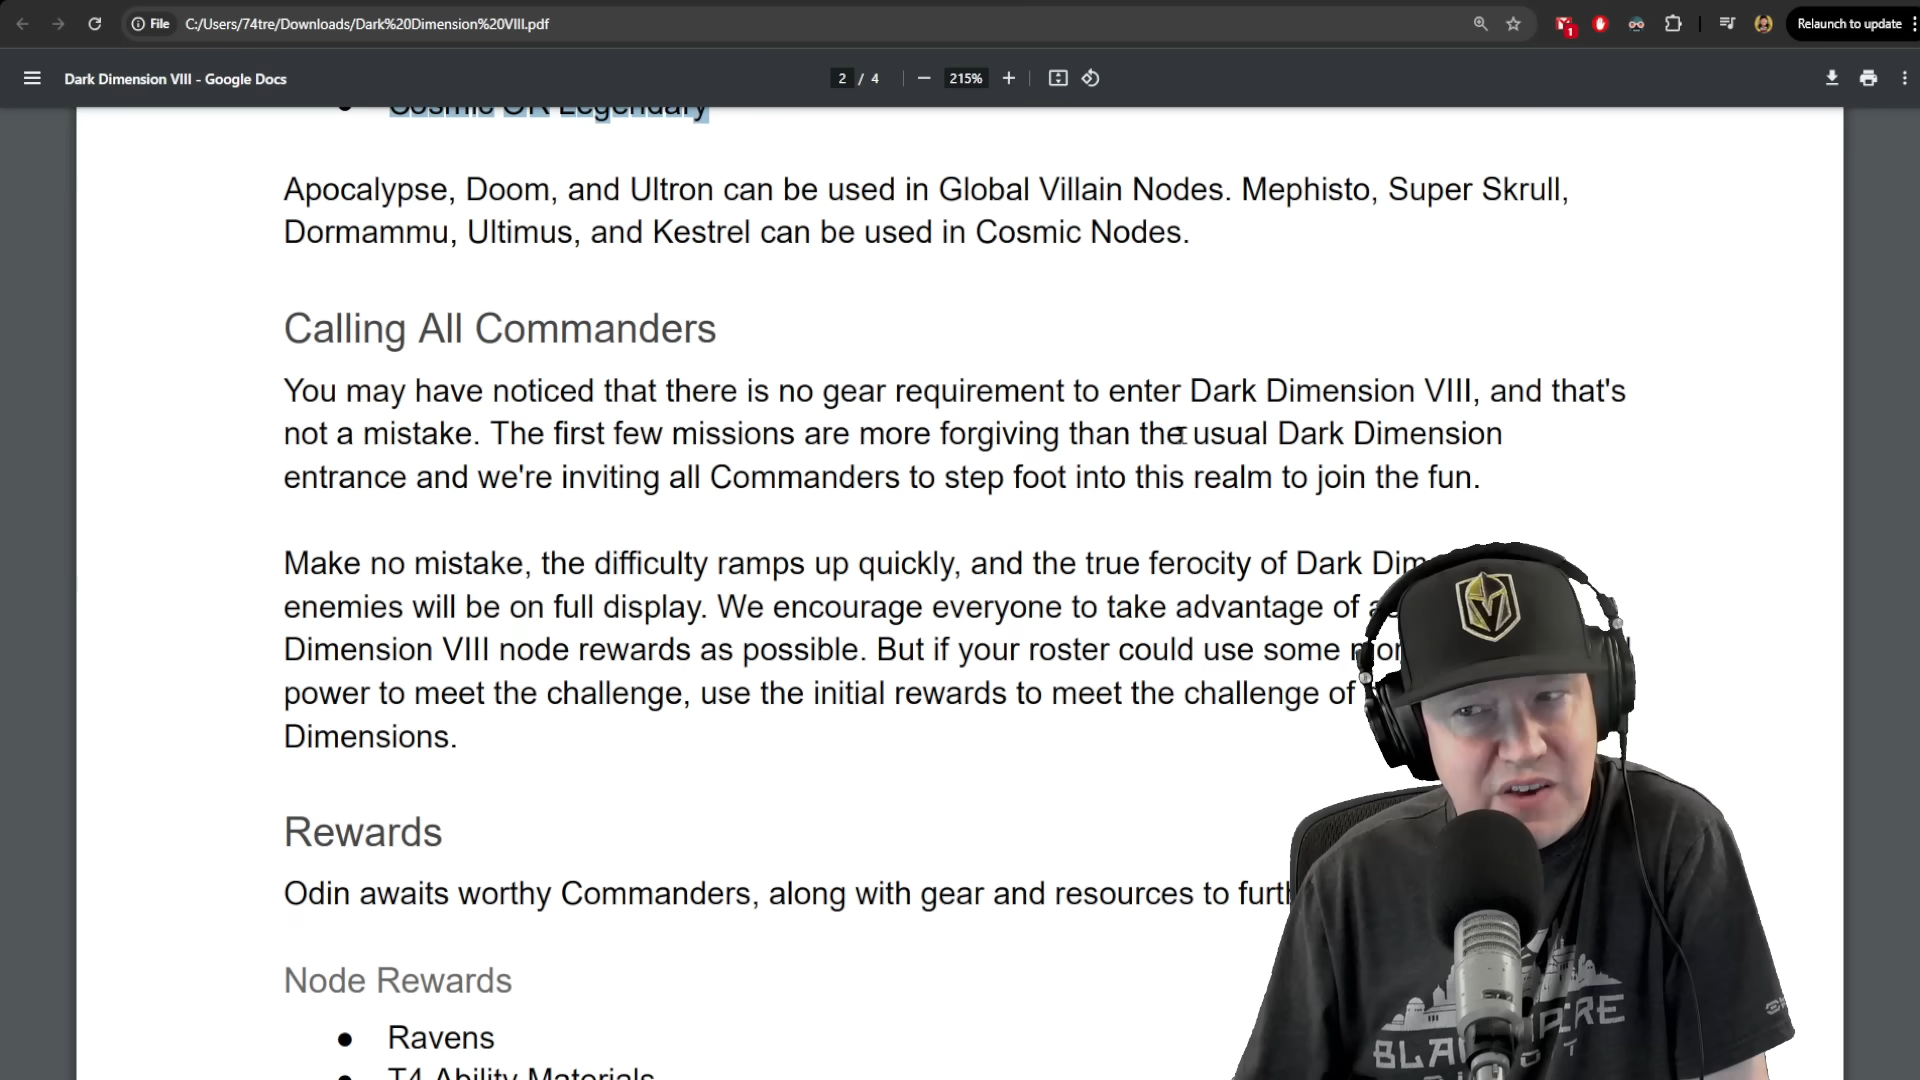 File
C:/Users/74tre/Downloads/Dark%20Dimension%20VIII.pdf
1
Relaunch to update
Dark Dimension VIII - Google Docs
2 / 4
215%
Cosmic OR Legendary
Apocalypse, Doom, and Ultron can be used in Global Villain Nodes. Mephisto, Super Skrull,
Dormammu, Ultimus, and Kestrel can be used in Cosmic Nodes.
Calling All Commanders
You may have noticed that there is no gear requirement to enter Dark Dimension VIII, and that's
not a mistake. The first few missions are more forgiving than the usual Dark Dimension
entrance and we're inviting all Commanders to step foot into this realm to join the fun.
Make no mistake, the difficulty ramps up quickly, and the true ferocity of Dark
enemies will be on full display. We encourage everyone to take advantage of
Dimension VIII node rewards as possible. But if your roster could use some
power to meet the challenge, use the initial rewards to meet the challenge of
Dimensions.
Rewards
Odin awaits worthy Commanders, along with gear and resources to
Node Rewards
● Ravens
● T4 Ability Materials